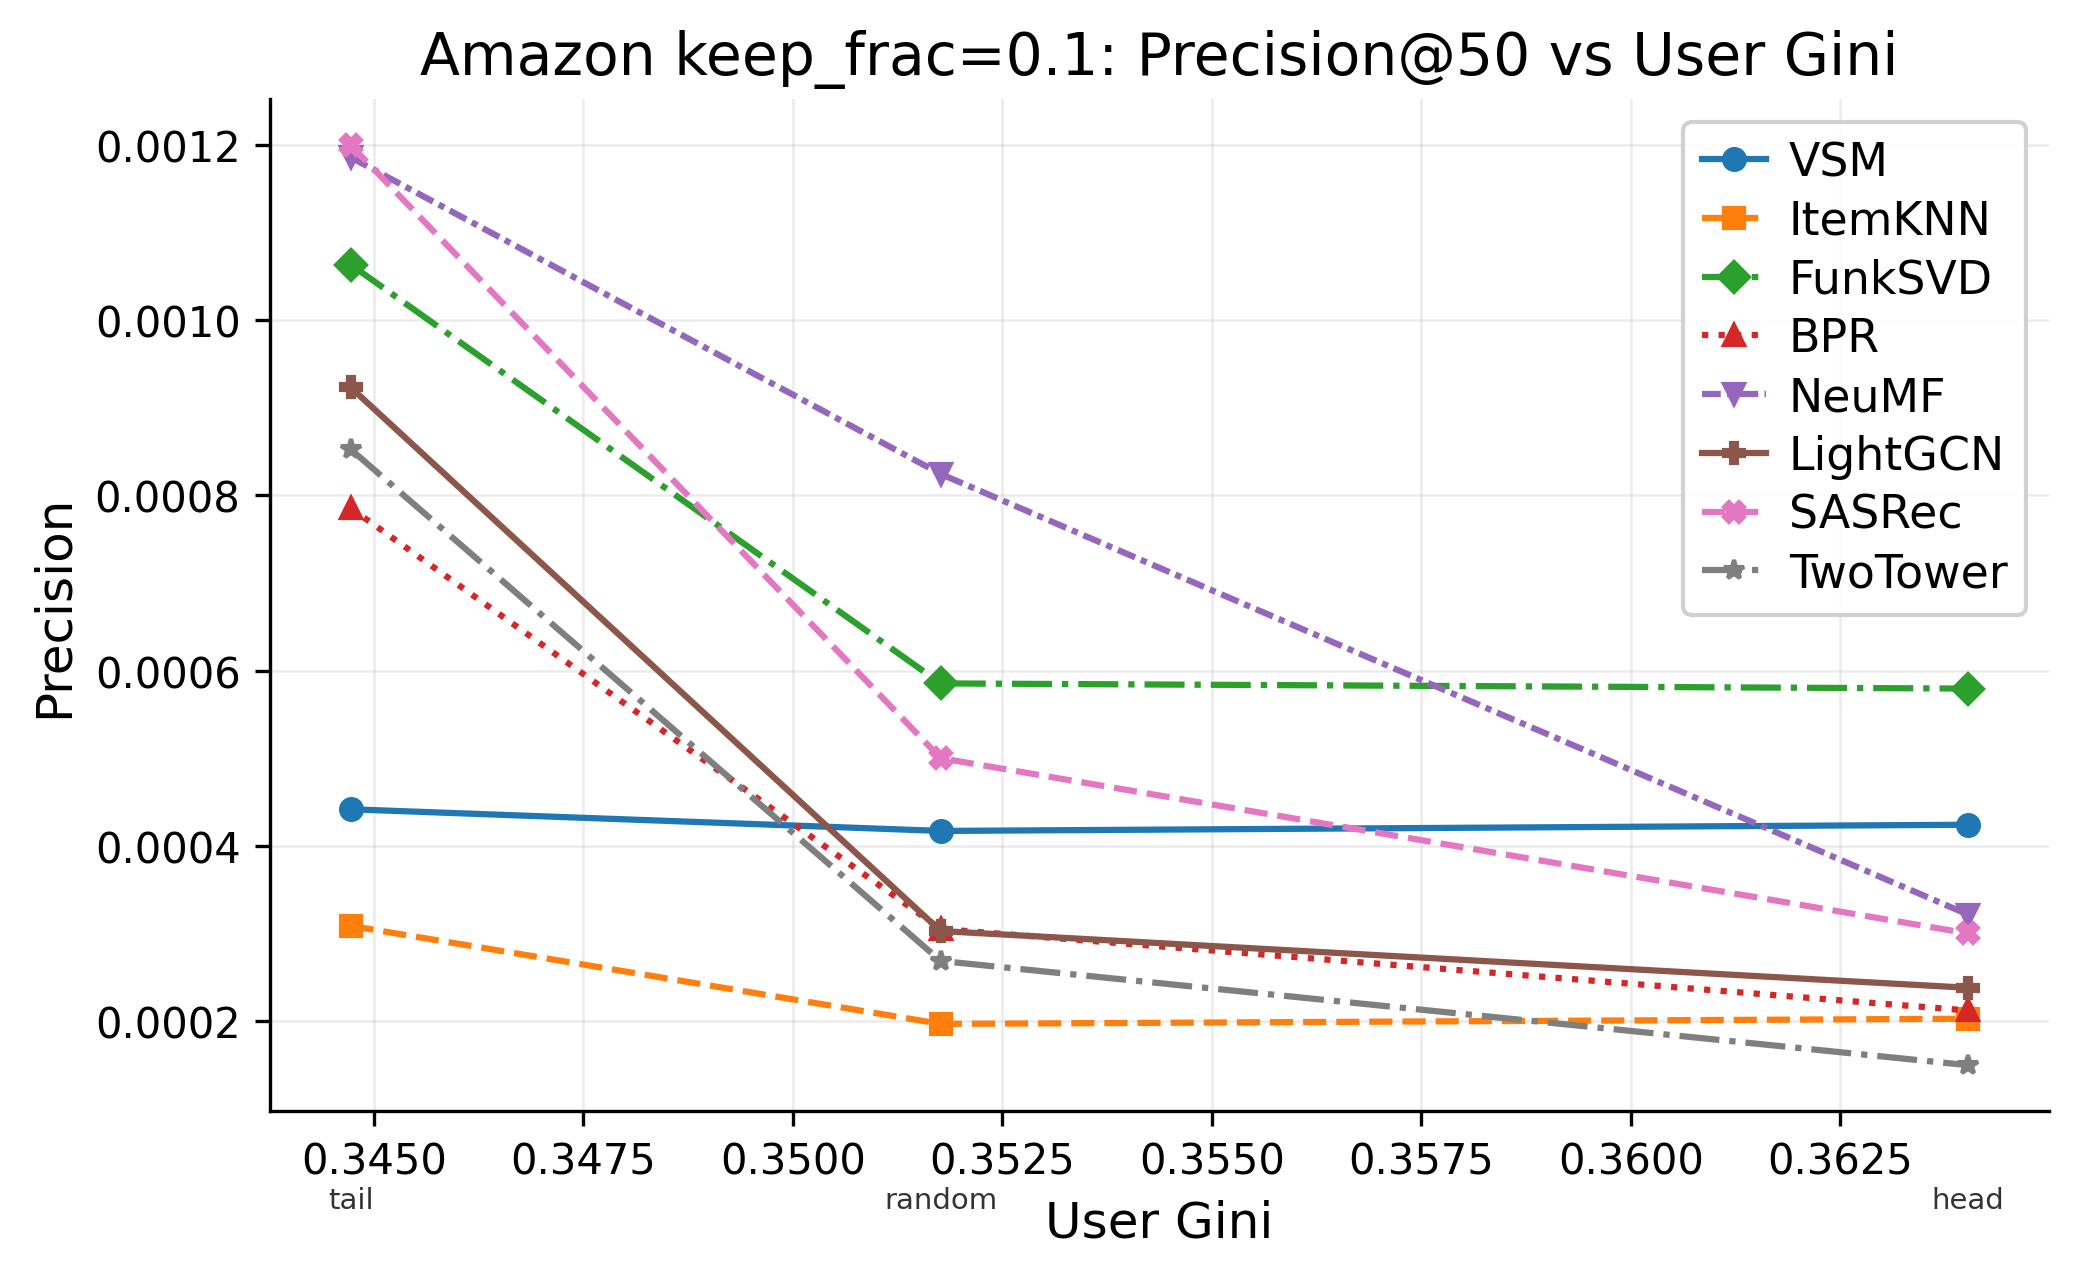 Amazon keep_frac=0.1: Precision@50 vs User Gini
Precision
0.0012
0.0010
0.0008
0.0006
0.0004
0.0002
VSM
ItemKNN
FunkSVD
BPR
NeuMF
LightGCN
SASRec
TwoTower
0.3450 0.3475 0.3500 0.3525 0.3550 0.3575 0.3600 0.3625
tail random head
User Gini